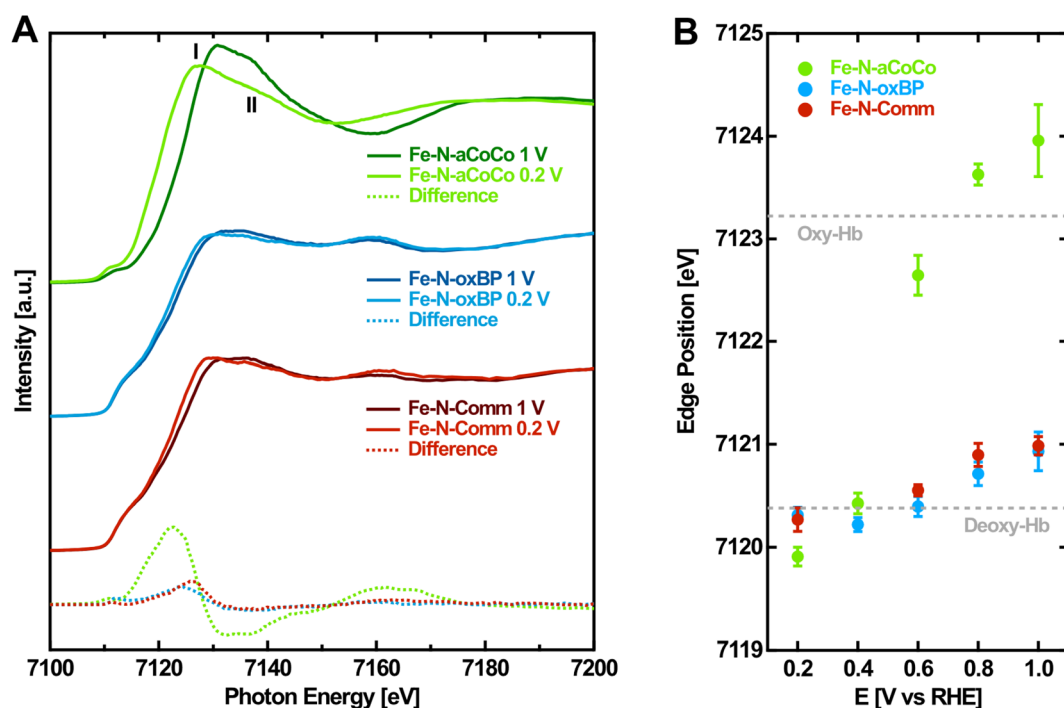 A
I
II
Fe-N-aCoCo 1 V
Fe-N-aCoCo 0.2 V
Difference
Fe-N-oxBP 1 V
Fe-N-oxBP 0.2 V
Difference
Fe-N-Comm 1 V
Fe-N-Comm 0.2 V
Difference
Intensity [a.u.]
7100 7120 7140 7160 7180 7200
Photon Energy [eV]
B
7125
7124
7123
7122
7121
7120
7119
Edge Position [eV]
Fe-N-aCoCo
Fe-N-oxBP
Fe-N-Comm
Oxy-Hb
Deoxy-Hb
0.2 0.4 0.6 0.8 1.0
E [V vs RHE]